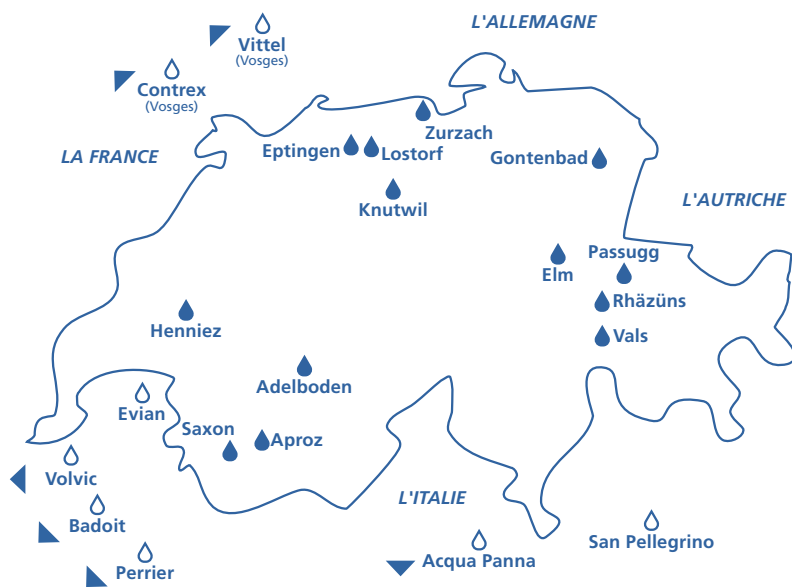 L'ALLEMAGNE
Vittel
(Vosges)
Contrex
(Vosges)
Zurzach
LA FRANCE
Eptingen
Lostorf
Gontenbad
Knutwil
L'AUTRICHE
Passugg
Elm
Rhäzüns
Henniez
Vals
Adelboden
Evian
Saxon
Aproz
Volvic
L'ITALIE
Badoit
San Pellegrino
Acqua Panna
Perrier